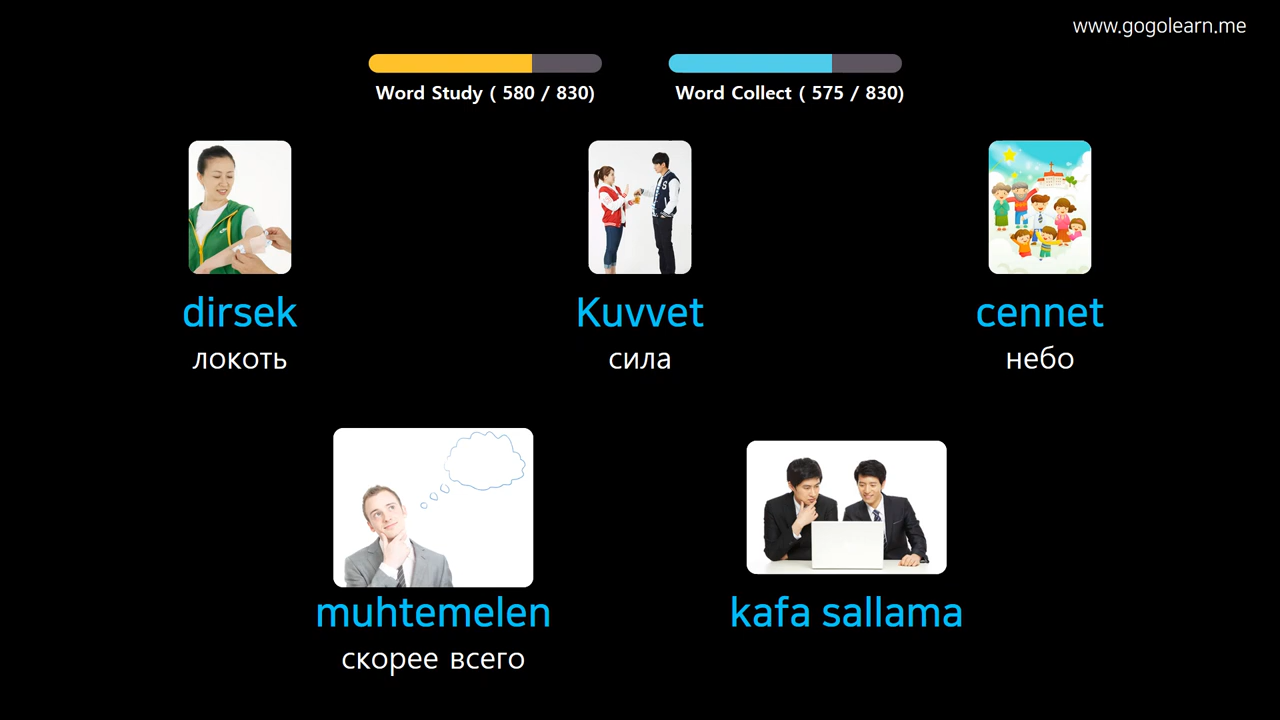 www.gogolearn.me
Word Study ( 580 / 830)
Word Collect ( 575 / 830)
dirsek
локоть
Kuvvet
сила
cennet
небо
muhtemelen
скорее всего
kafa sallama